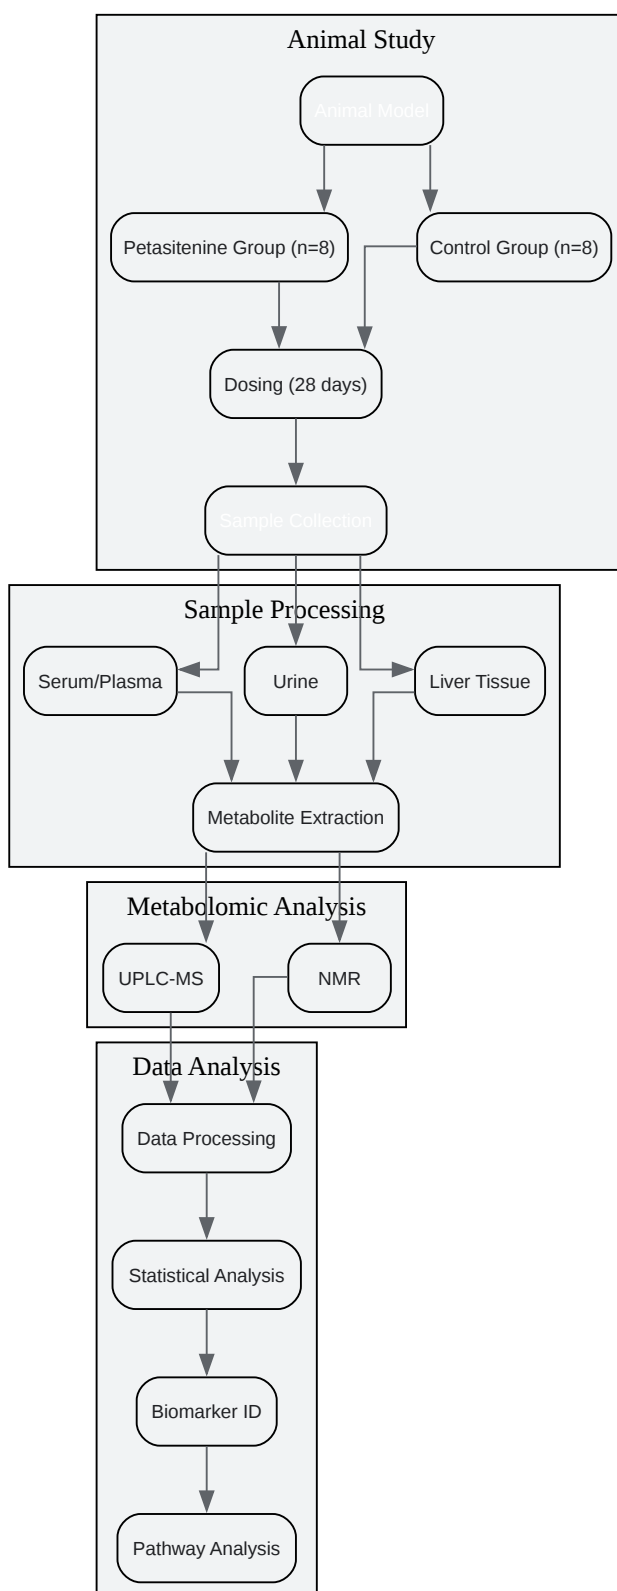 Animal Study
Animal Model
Petasitenine Group (n=8)
Control Group (n=8)
Dosing (28 days)
Sample Collection
Sample Processing
Serum/Plasma
Urine
Liver Tissue
Metabolite Extraction
Metabolomic Analysis
UPLC-MS
NMR
Data Analysis
Data Processing
Statistical Analysis
Biomarker ID
Pathway Analysis